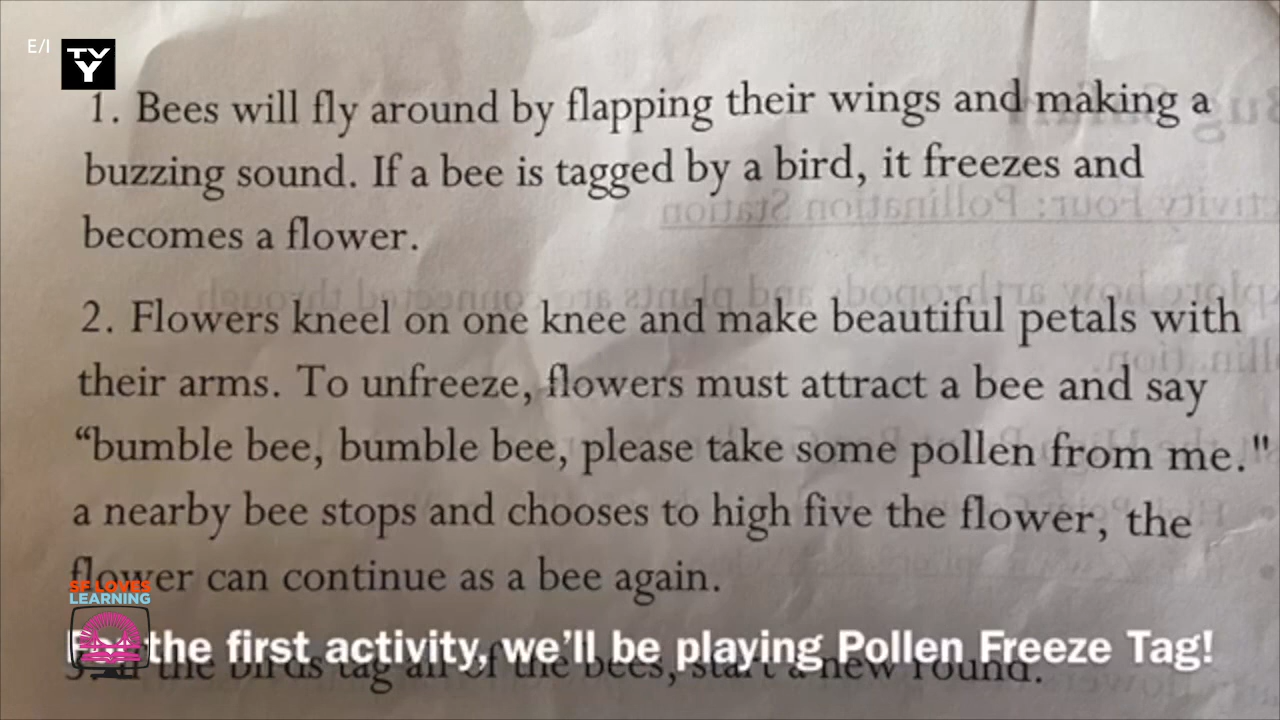 E/I
TV
Y
1. Bees will fly around by flapping their wings and making a
buzzing sound. If a bee is tagged by a bird, it freezes and
becomes a flower.
2. Flowers kneel on one knee and make beautiful petals with
their arms. To unfreeze, flowers must attract a bee and say
“bumble bee, bumble bee, please take some pollen from me."
a nearby bee stops and chooses to high five the flower, the
flower can continue as a bee again.
SF LOVES
LEARNING
For the first activity, we’ll be playing Pollen Freeze Tag!
the birds tag all of the bees, start a new round.